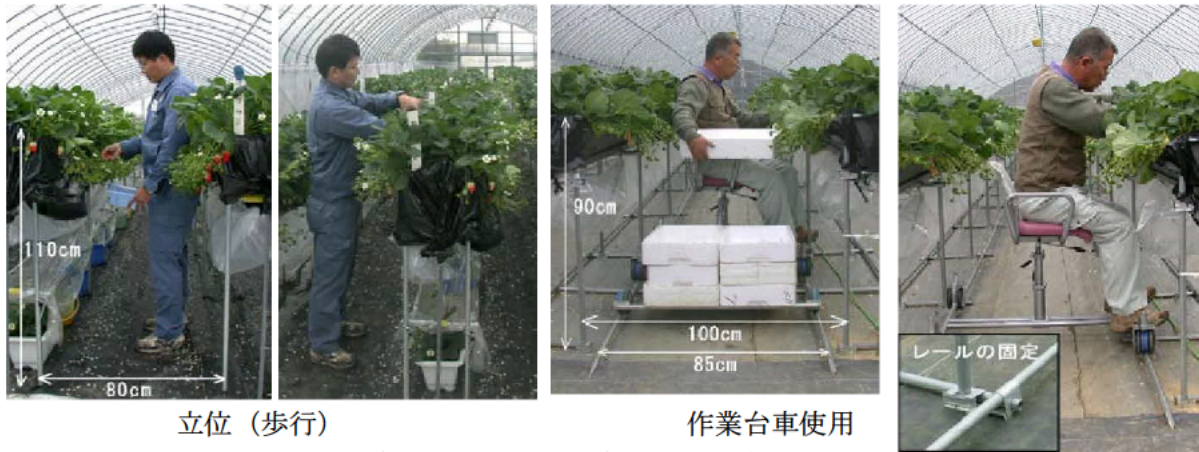 110cm
80cm
立位（歩行）
90cm
100cm
85cm
作業台車使用
レールの固定